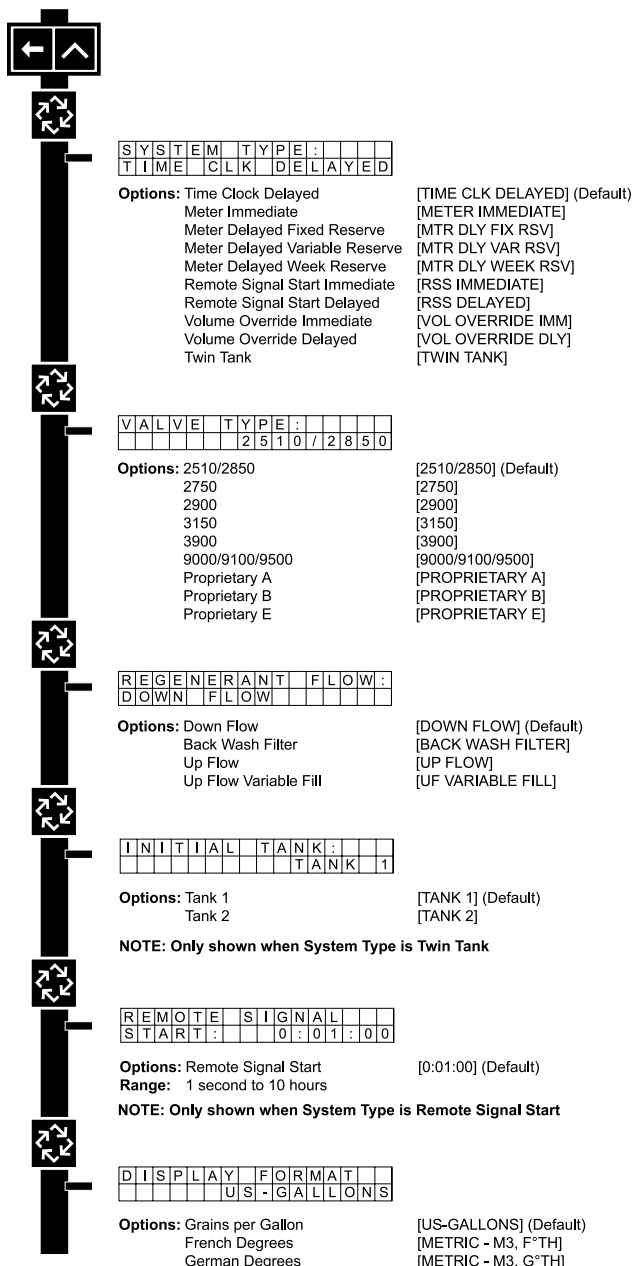 SYSTEM TYPE:
TIME CLK DELAYED
Options: Time Clock Delayed [TIME CLK DELAYED] (Default)
Meter Immediate [METER IMMEDIATE]
Meter Delayed Fixed Reserve [MTR DLY FIX RSV]
Meter Delayed Variable Reserve [MTR DLY VAR RSV]
Meter Delayed Week Reserve [MTR DLY WEEK RSV]
Remote Signal Start Immediate [RSS IMMEDIATE]
Remote Signal Start Delayed [RSS DELAYED]
Volume Override Immediate [VOL OVERRIDE IMM]
Volume Override Delayed [VOL OVERRIDE DLY]
Twin Tank [TWIN TANK]
VALVE TYPE:
2510/2850
Options: 2510/2850 [2510/2850] (Default)
2750 [2750]
2900 [2900]
3150 [3150]
3900 [3900]
9000/9100/9500 [9000/9100/9500]
Proprietary A [PROPRIETARY A]
Proprietary B [PROPRIETARY B]
Proprietary E [PROPRIETARY E]
REGENERANT FLOW:
DOWN FLOW
Options: Down Flow [DOWN FLOW] (Default)
Back Wash Filter [BACK WASH FILTER]
Up Flow [UP FLOW]
Up Flow Variable Fill [UF VARIABLE FILL]
INITIAL TANK:
TANK 1
Options: Tank 1 [TANK 1] (Default)
Tank 2 [TANK 2]
NOTE: Only shown when System Type is Twin Tank
REMOTE SIGNAL
START: 0:01:00
Options: Remote Signal Start [0:01:00] (Default)
Range: 1 second to 10 hours
NOTE: Only shown when System Type is Remote Signal Start
DISPLAY FORMAT
US-GALLONS
Options: Grains per Gallon [US-GALLONS] (Default)
French Degrees [METRIC - M3, F°TH]
German Degrees [METRIC - M3, G°TH]